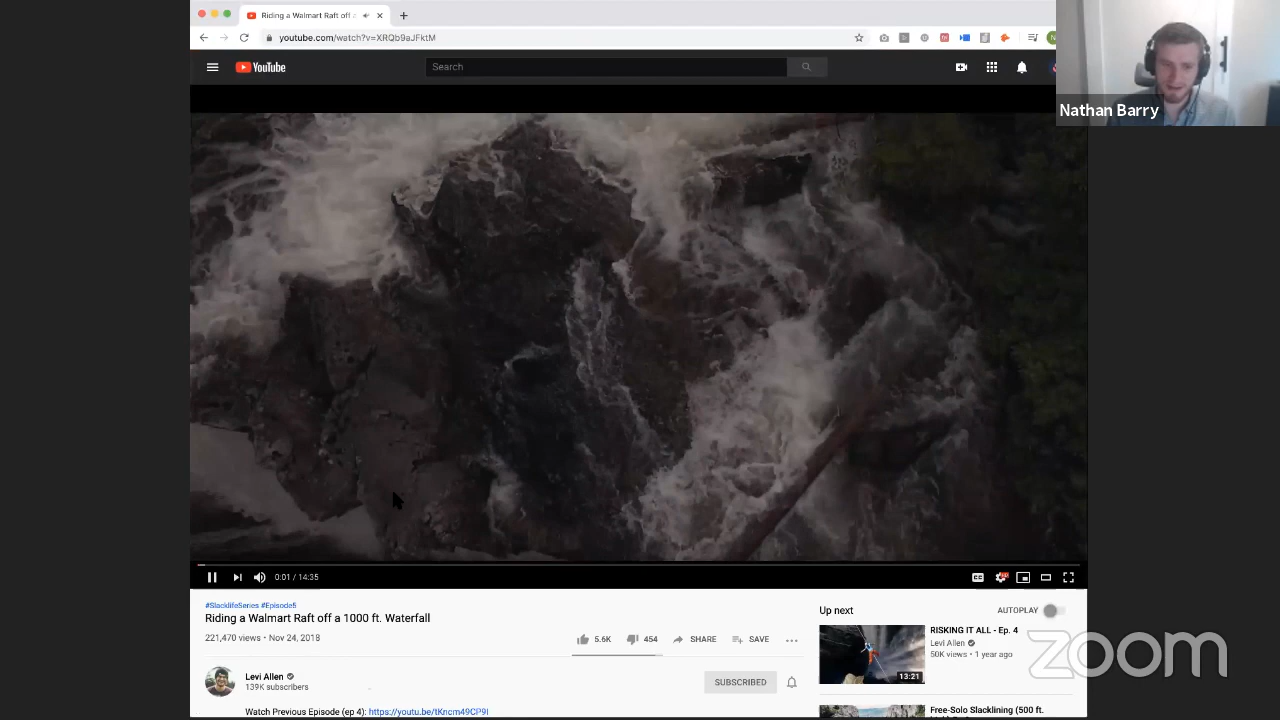 Riding a Walmart Raft off a
youtube.com/watch?v=XRQb9aJFktM
YouTube
Search
Nathan Barry
0:01 / 14:35
#SlacklifeSeries #Episode5
Riding a Walmart Raft off a 1000 ft. Waterfall
221,470 views • Nov 24, 2018
5.6K
454
SHARE
SAVE
Levi Allen
139K subscribers
SUBSCRIBED
Watch Previous Episode (ep 4): https://youtu.be/tKncm49CP9I
Up next
AUTOPLAY
13:21
RISKING IT ALL - Ep. 4
Levi Allen
50K views • 1 year ago
Free-Solo Slacklining (500 ft.
zoom